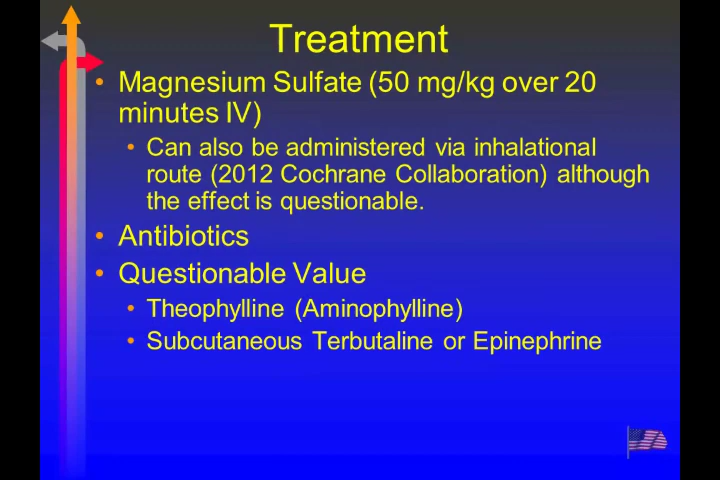 Treatment
• Magnesium Sulfate (50 mg/kg over 20
minutes IV)
• Can also be administered via inhalational
route (2012 Cochrane Collaboration) although
the effect is questionable.
• Antibiotics
• Questionable Value
• Theophylline (Aminophylline)
• Subcutaneous Terbutaline or Epinephrine